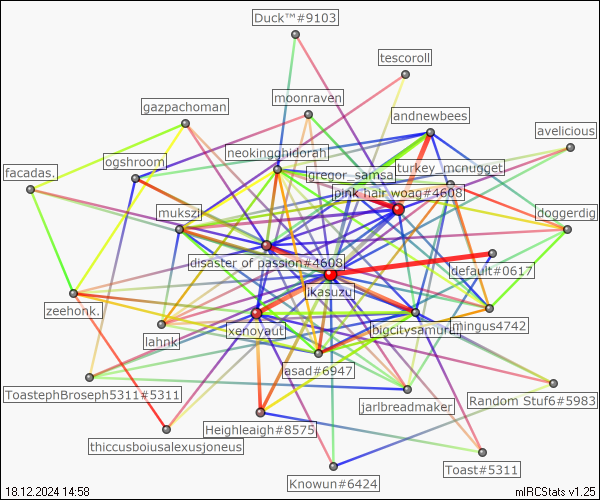 Duck™#9103
tescoroll
moonraven
gazpachoman
andnewbees
avelicious
neokingghidorah
ogshroom
facadas.
gregor_samsa
turkey_mcnugget
pink hair woag#4608
mukszi
doggerdig
disaster of passion#4608
default#0617
ikasuzu
zeehonk.
xenoyaut
bigcitysamurai
mingus4742
lahnk
asad#6947
ToastephBroseph5311#5311
jarlbreadmaker
Random Stuf6#5983
Heighleaigh#8575
thiccusboiusalexusjoneus
Toast#5311
Knowun#6424
18.12.2024 14:58
mIRCStats v1.25